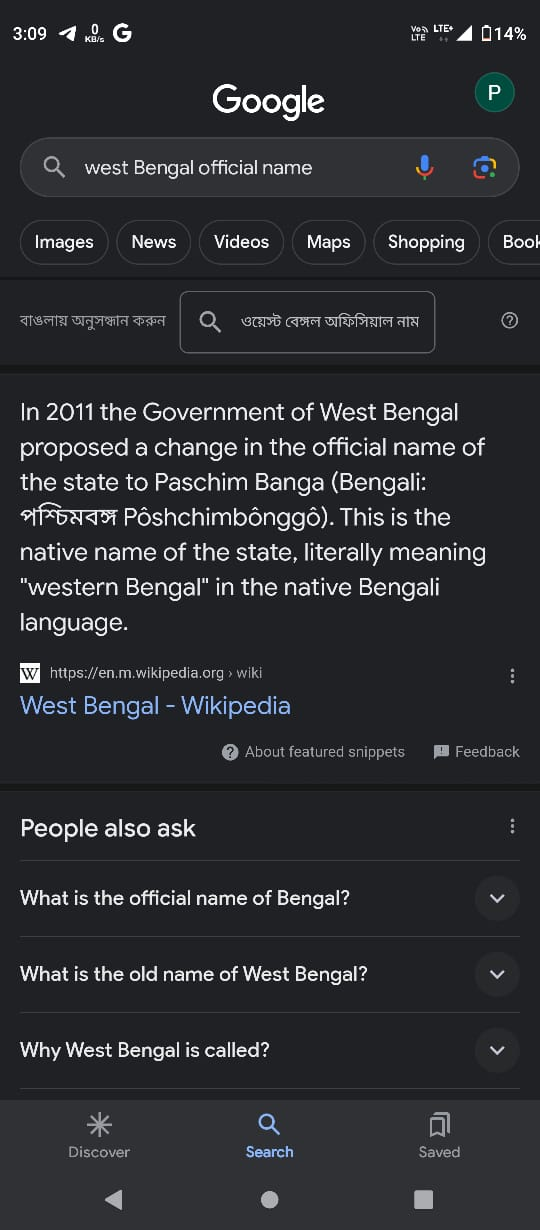 3:09 0 KB/s G Vo LTE LTE+ 14%
Google
P
west Bengal official name
Images News Videos Maps Shopping Book
বাঙলায় অনুসন্ধান করুন ওয়েস্ট বেঙ্গল অফিসিয়াল নাম
In 2011 the Government of West Bengal
proposed a change in the official name of
the state to Paschim Banga (Bengali:
পশ্চিমবঙ্গ Pôshchimbônggô). This is the
native name of the state, literally meaning
"western Bengal" in the native Bengali
language.
W https://en.m.wikipedia.org › wiki
West Bengal - Wikipedia
About featured snippets Feedback
People also ask
What is the official name of Bengal?
What is the old name of West Bengal?
Why West Bengal is called?
Discover Search Saved